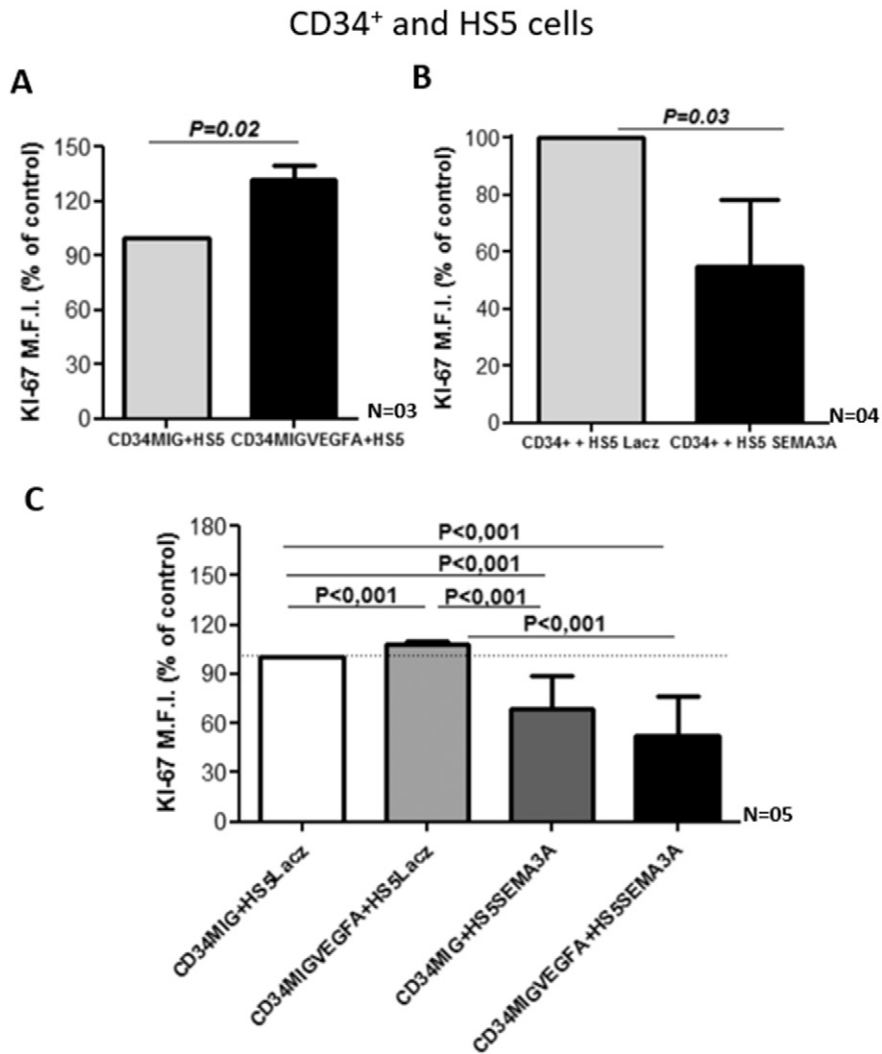 CD34⁺ and HS5 cells
A
P=0.02
KI-67 M.F.I. (% of control)
150
120
90
60
30
0
CD34MIG+HS5 CD34MIGVEGFA+HS5
N=03
B
P=0.03
KI-67 M.F.I. (% of control)
100
80
60
40
20
0
CD34+ + HS5 Lacz CD34+ + HS5 SEMA3A
N=04
C
KI-67 M.F.I. (% of control)
180
150
120
90
60
30
0
P<0,001
P<0,001
P<0,001 P<0,001
P<0,001
N=05
CD34MIG+HS5Lacz
CD34MIGVEGFA+HS5Lacz
CD34MIG+HS5SEMA3A
CD34MIGVEGFA+HS5SEMA3A